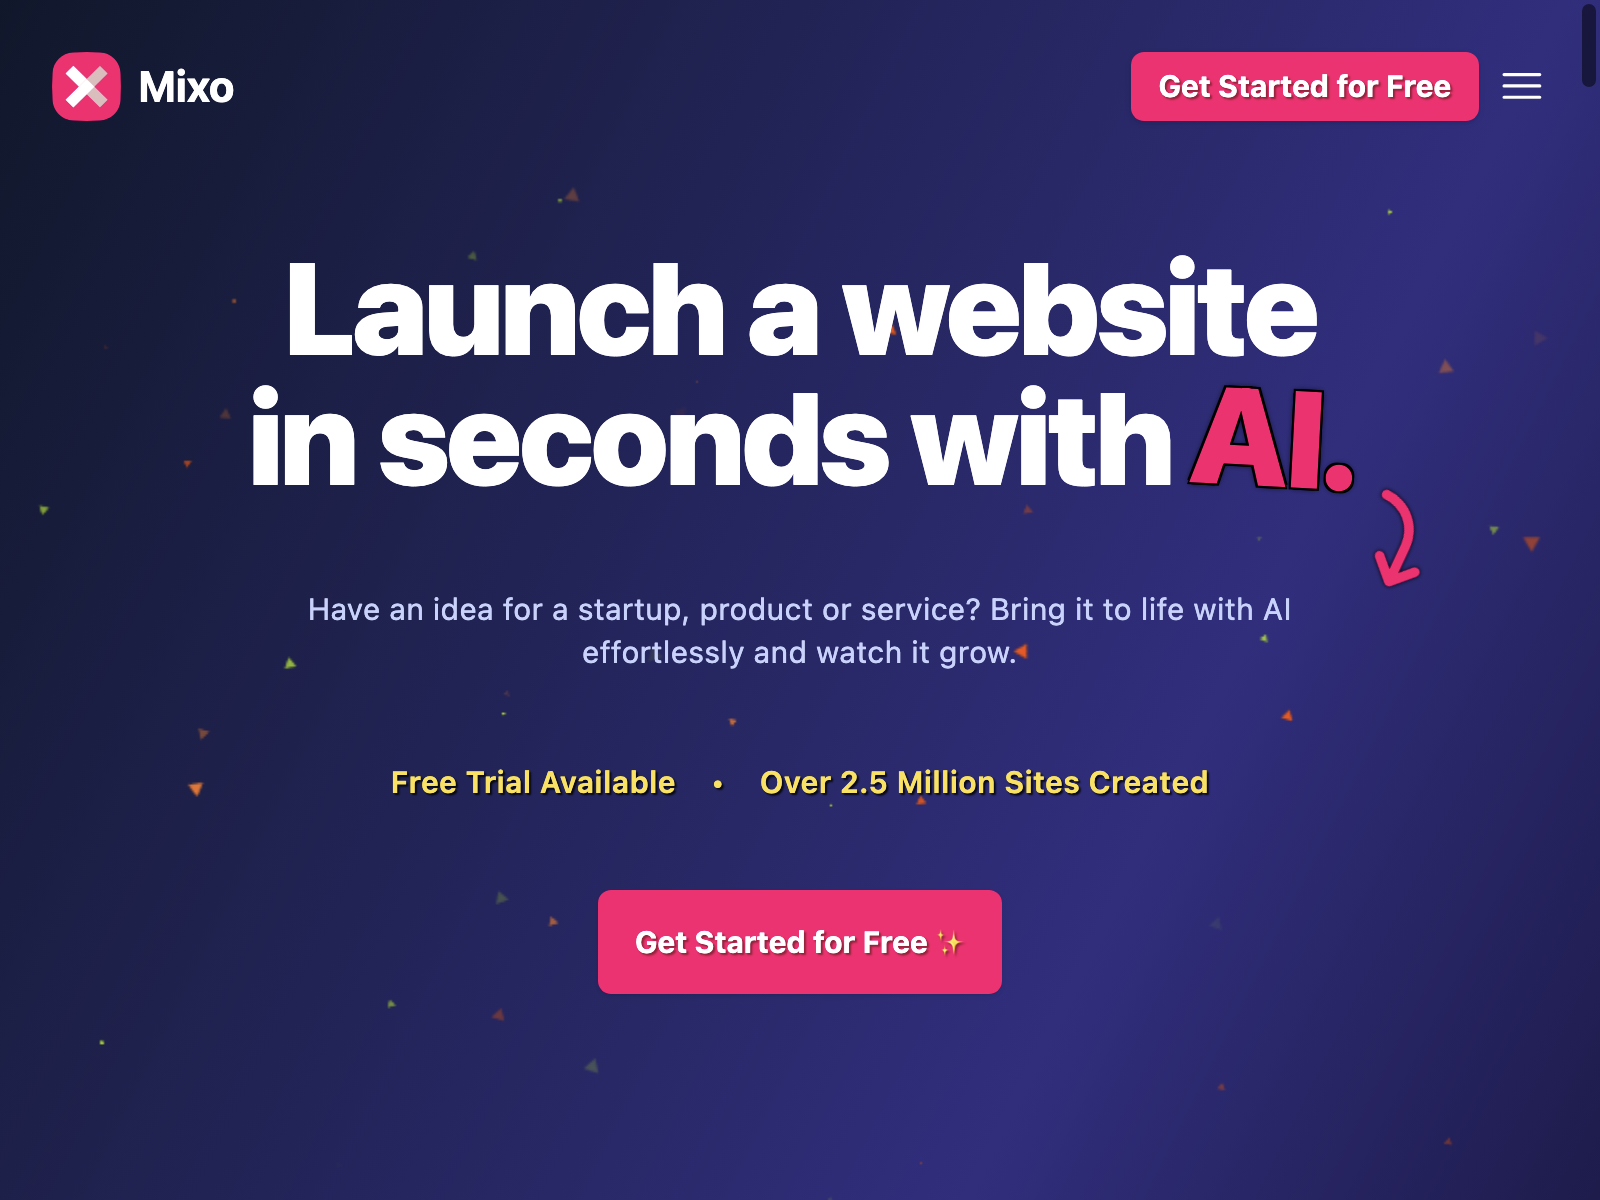 Mixo
Get Started for Free
Launch a website
in seconds with AI.
Have an idea for a startup, product or service? Bring it to life with AI
effortlessly and watch it grow.
Free Trial Available • Over 2.5 Million Sites Created
Get Started for Free ✨